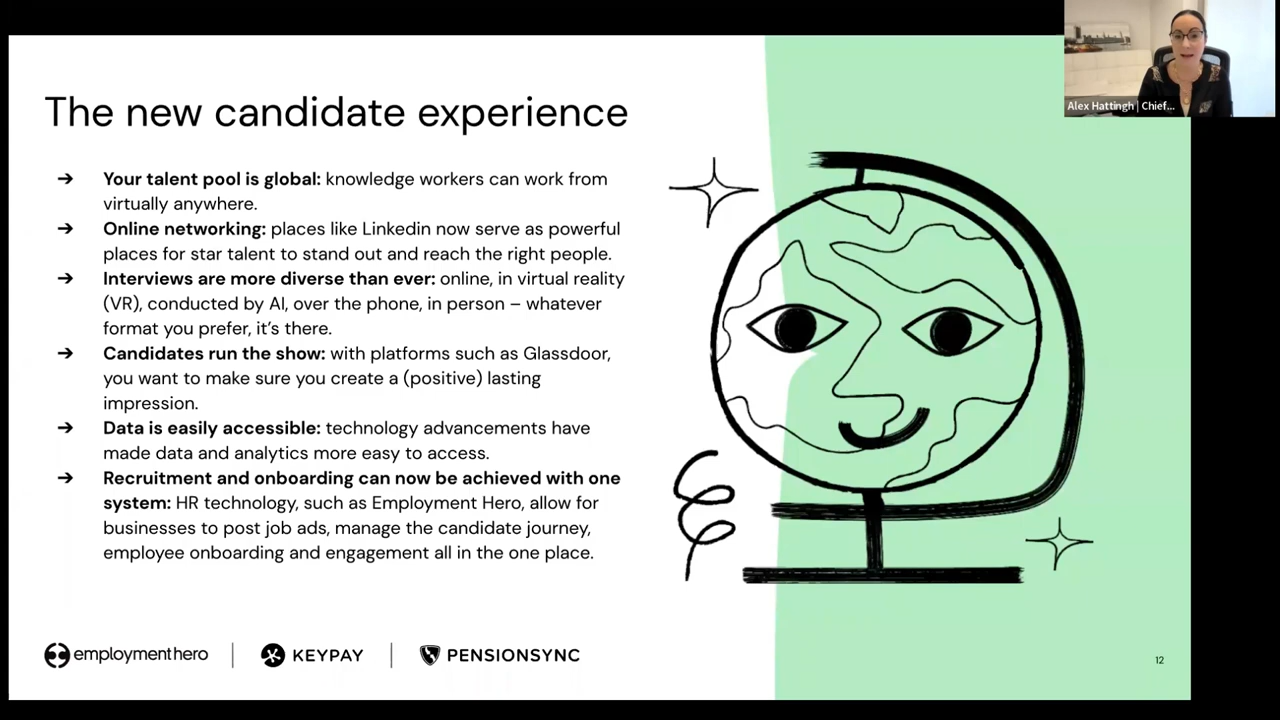 Alex Hattingh | Chief...
The new candidate experience
➔ Your talent pool is global: knowledge workers can work from
virtually anywhere.
➔ Online networking: places like Linkedin now serve as powerful
places for star talent to stand out and reach the right people.
➔ Interviews are more diverse than ever: online, in virtual reality
(VR), conducted by AI, over the phone, in person – whatever
format you prefer, it’s there.
➔ Candidates run the show: with platforms such as Glassdoor,
you want to make sure you create a (positive) lasting
impression.
➔ Data is easily accessible: technology advancements have
made data and analytics more easy to access.
➔ Recruitment and onboarding can now be achieved with one
system: HR technology, such as Employment Hero, allow for
businesses to post job ads, manage the candidate journey,
employee onboarding and engagement all in the one place.
employmenthero | KEYPAY | PENSIONSYNC
12